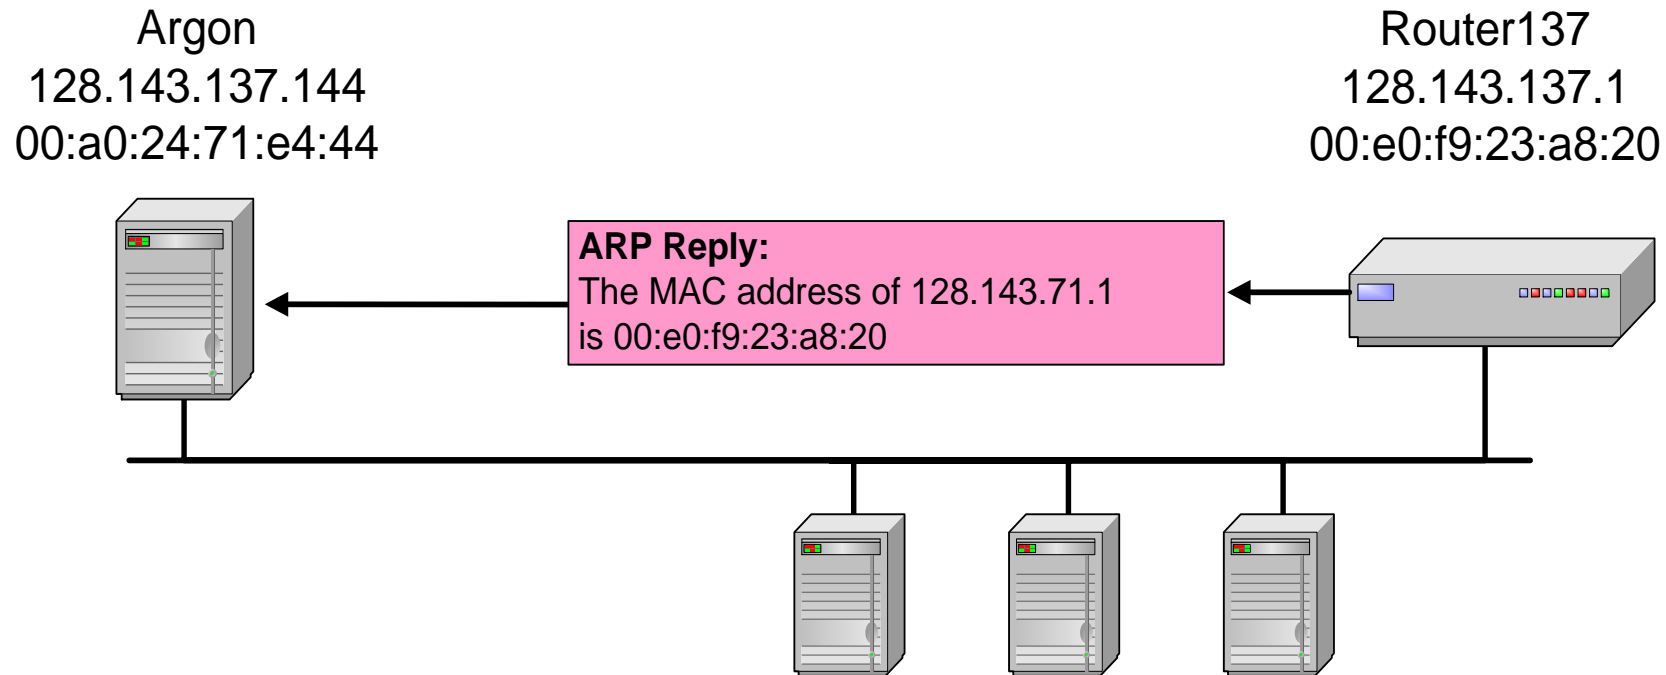 Argon
128.143.137.144
00:a0:24:71:e4:44
Router137
128.143.137.1
00:e0:f9:23:a8:20
ARP Reply:
The MAC address of 128.143.71.1
is 00:e0:f9:23:a8:20